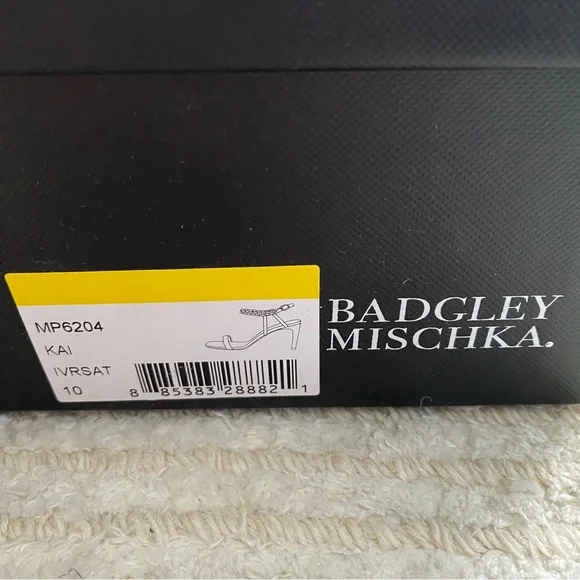 MP6204
KAI
IVRSAT
10
8 85383 28882 1
BADGLEY
MISCHKA.